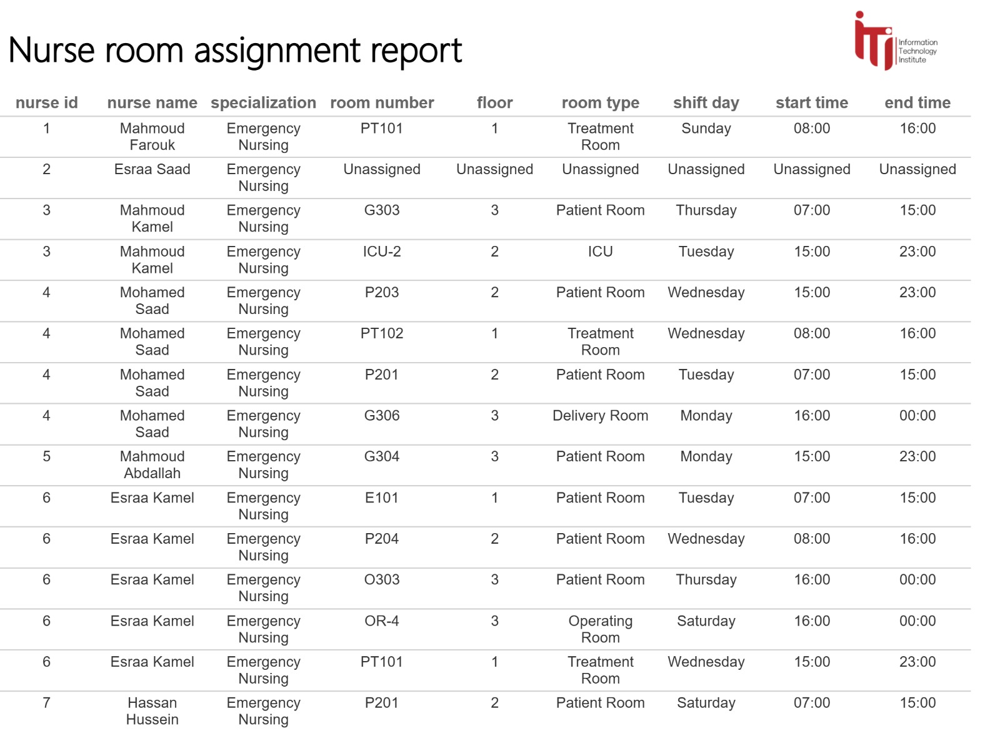 Nurse room assignment report
Information
Technology
Institute
nurse id nurse name specialization room number floor room type shift day start time end time
1 Mahmoud Farouk Emergency Nursing PT101 1 Treatment Room Sunday 08:00 16:00
2 Esraa Saad Emergency Nursing Unassigned Unassigned Unassigned Unassigned Unassigned Unassigned
3 Mahmoud Kamel Emergency Nursing G303 3 Patient Room Thursday 07:00 15:00
3 Mahmoud Kamel Emergency Nursing ICU-2 2 ICU Tuesday 15:00 23:00
4 Mohamed Saad Emergency Nursing P203 2 Patient Room Wednesday 15:00 23:00
4 Mohamed Saad Emergency Nursing PT102 1 Treatment Room Wednesday 08:00 16:00
4 Mohamed Saad Emergency Nursing P201 2 Patient Room Tuesday 07:00 15:00
4 Mohamed Saad Emergency Nursing G306 3 Delivery Room Monday 16:00 00:00
5 Mahmoud Abdallah Emergency Nursing G304 3 Patient Room Monday 15:00 23:00
6 Esraa Kamel Emergency Nursing E101 1 Patient Room Tuesday 07:00 15:00
6 Esraa Kamel Emergency Nursing P204 2 Patient Room Wednesday 08:00 16:00
6 Esraa Kamel Emergency Nursing O303 3 Patient Room Thursday 16:00 00:00
6 Esraa Kamel Emergency Nursing OR-4 3 Operating Room Saturday 16:00 00:00
6 Esraa Kamel Emergency Nursing PT101 1 Treatment Room Wednesday 15:00 23:00
7 Hassan Hussein Emergency Nursing P201 2 Patient Room Saturday 07:00 15:00